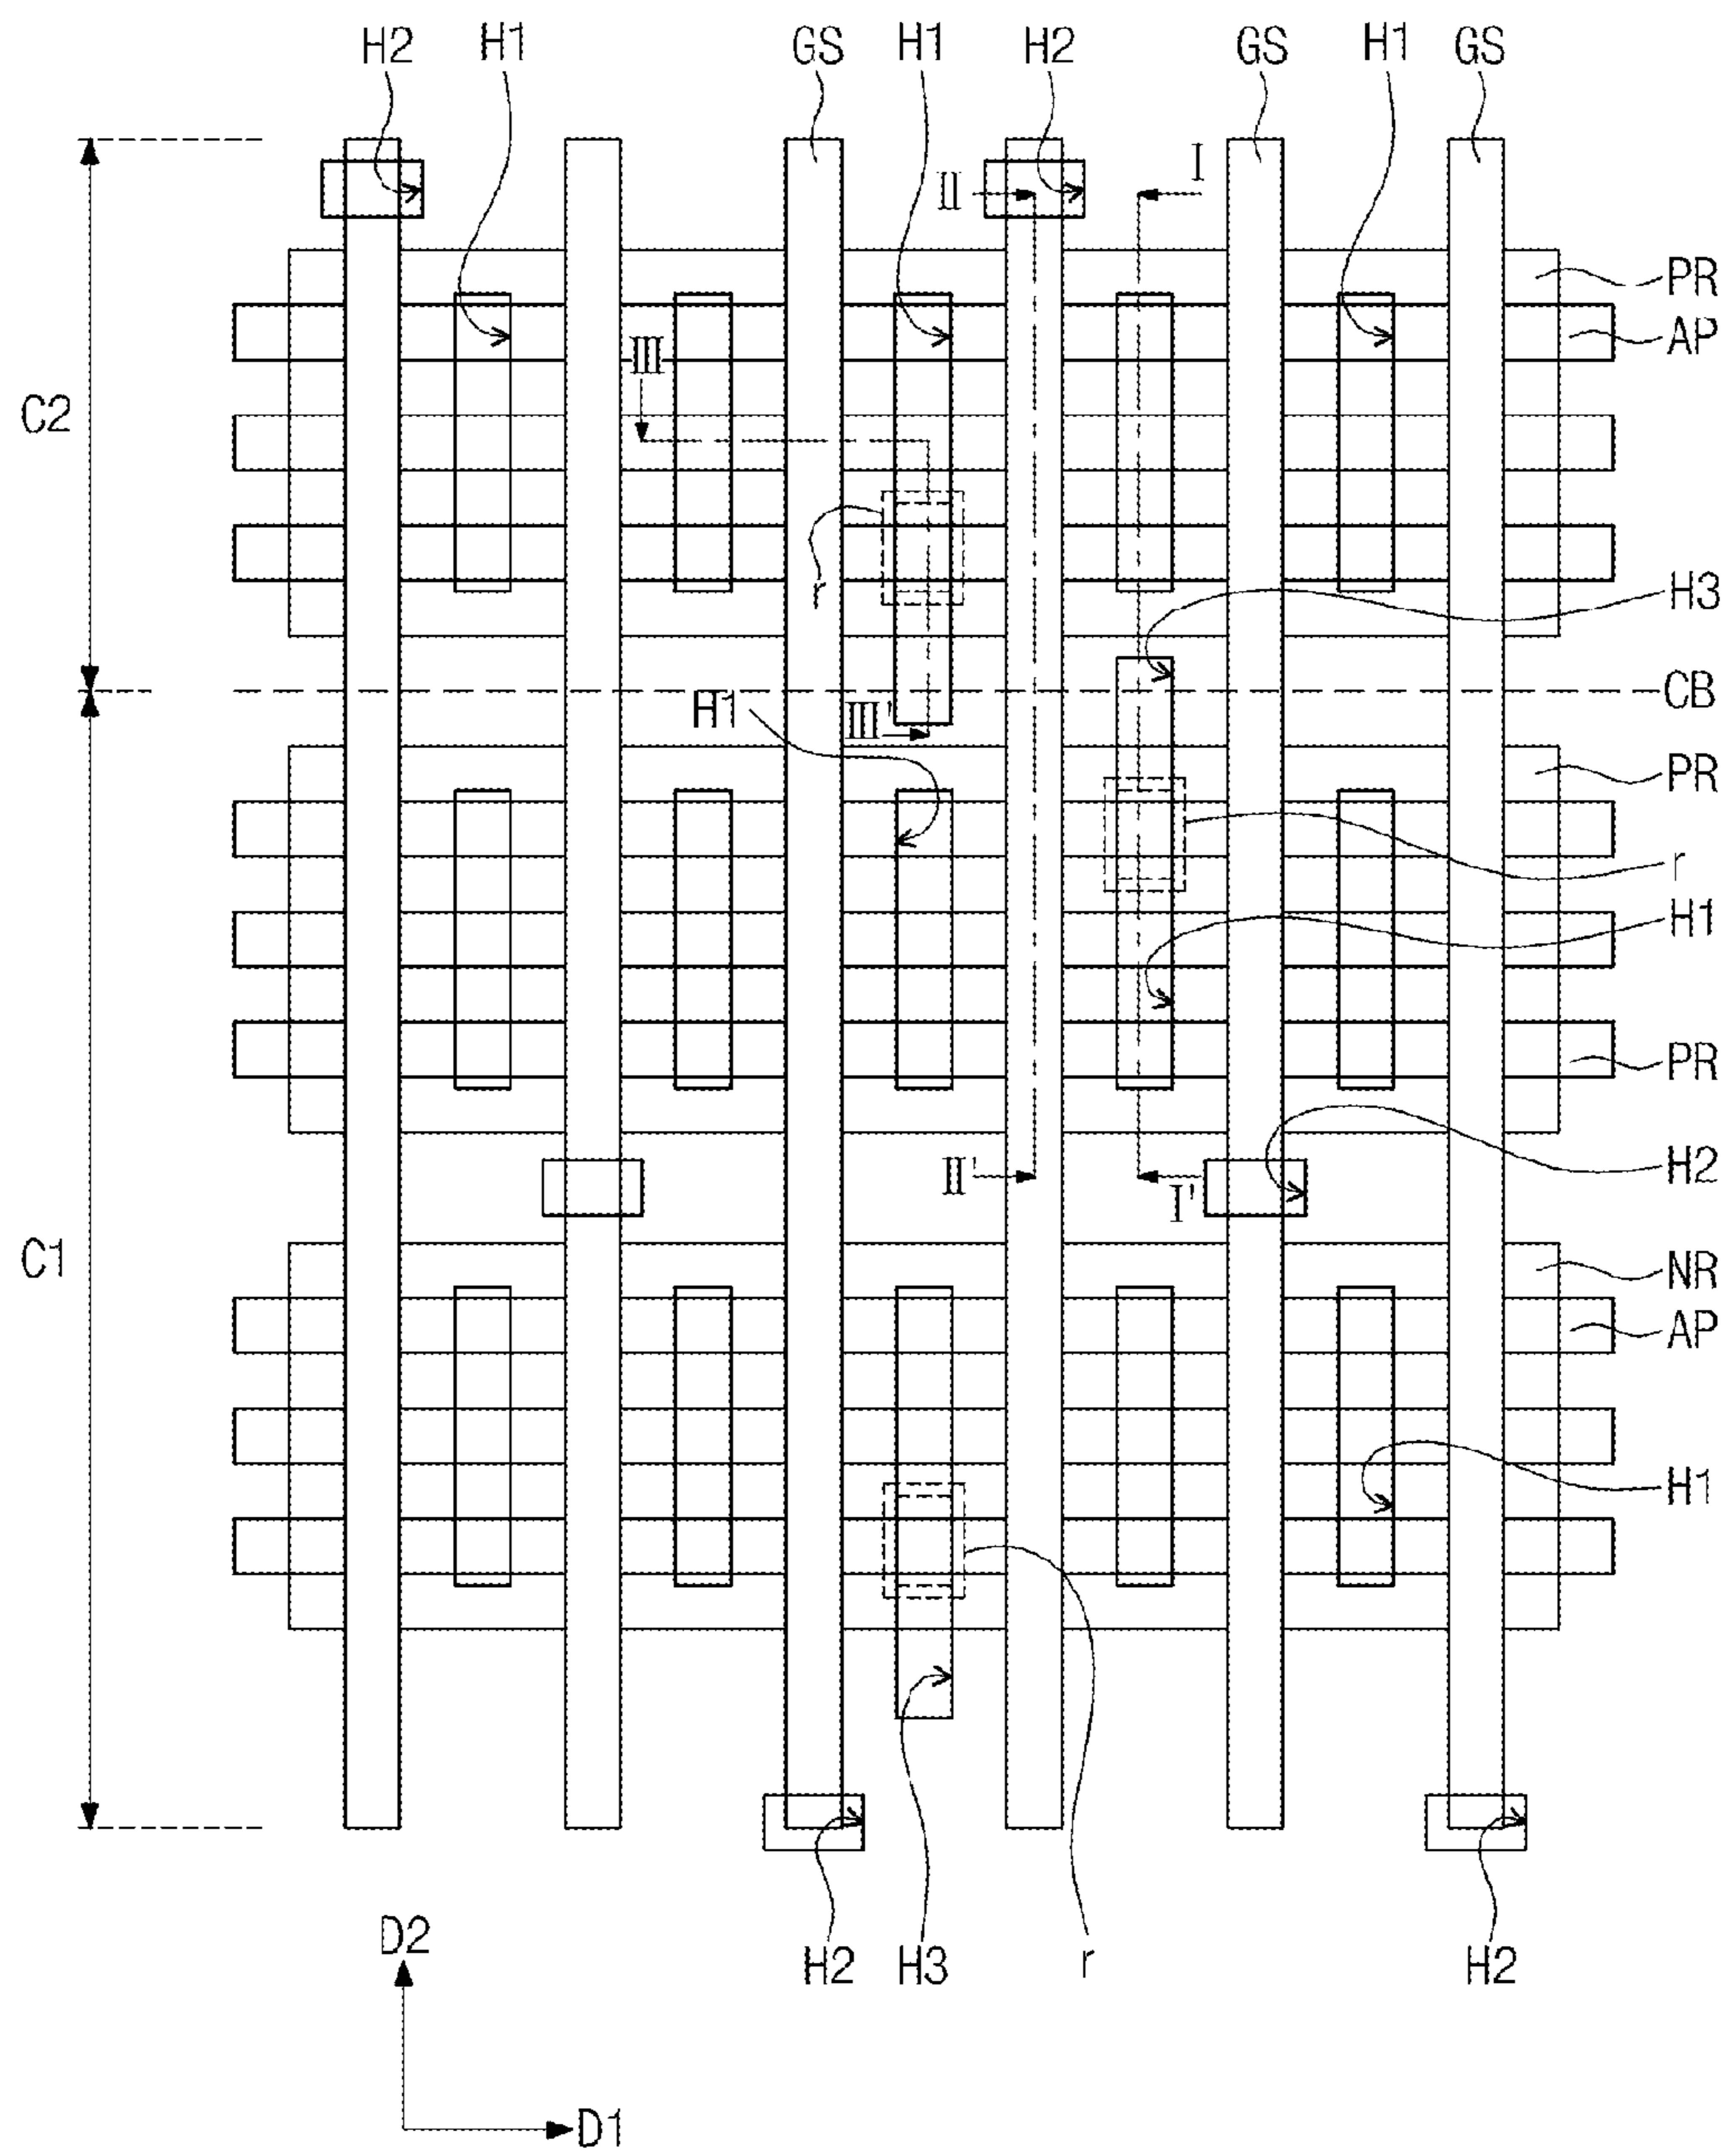 H2 H1 GS H1 H2 GS H1 GS
II I
PR
AP
III
C2
r
H3
CB
H1 III'
PR
r
H1
PR
II' I'
H2
C1
NR
AP
H1
D2
H2 H3 r H2
D1